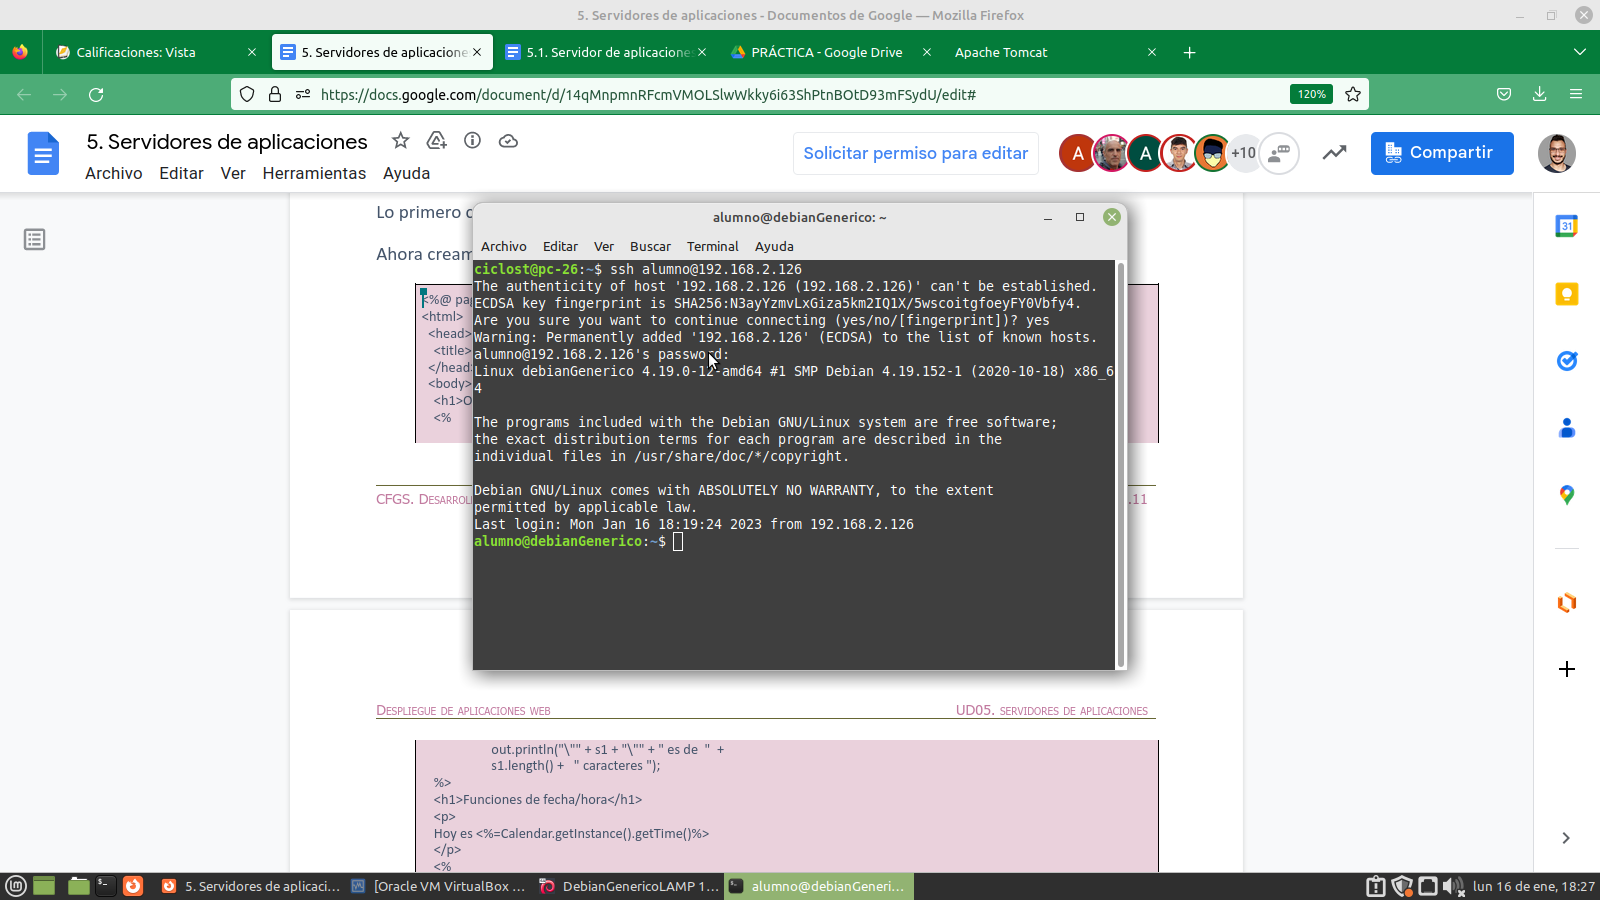 5. Servidores de aplicaciones - Documentos de Google — Mozilla Firefox
Calificaciones: Vista
5. Servidores de aplicacione
5.1. Servidor de aplicacione
PRÁCTICA - Google Drive
Apache Tomcat
https://docs.google.com/document/d/14qMnpmnRFcmVMOLSlwWkky6i63ShPtnBOtD93mFSydU/edit#
120%
5. Servidores de aplicaciones
Archivo Editar Ver Herramientas Ayuda
Solicitar permiso para editar
A
A
+10
Compartir
Lo primero
Ahora cream
<%@ pag
<html>
<head>
<title>
</head>
<body>
<h1>O
<%
CFGS. Desarrol
.11
alumno@debianGenerico: ~
Archivo Editar Ver Buscar Terminal Ayuda
ciclost@pc-26:~$ ssh alumno@192.168.2.126
The authenticity of host '192.168.2.126 (192.168.2.126)' can't be established.
ECDSA key fingerprint is SHA256:N3ayYzmvLxGiza5km2IQ1X/5wscoitgfoeyFY0Vbfy4.
Are you sure you want to continue connecting (yes/no/[fingerprint])? yes
Warning: Permanently added '192.168.2.126' (ECDSA) to the list of known hosts.
alumno@192.168.2.126's password:
Linux debianGenerico 4.19.0-12-amd64 #1 SMP Debian 4.19.152-1 (2020-10-18) x86_6
4
The programs included with the Debian GNU/Linux system are free software;
the exact distribution terms for each program are described in the
individual files in /usr/share/doc/*/copyright.
Debian GNU/Linux comes with ABSOLUTELY NO WARRANTY, to the extent
permitted by applicable law.
Last login: Mon Jan 16 18:19:24 2023 from 192.168.2.126
alumno@debianGenerico:~$
Despliegue de aplicaciones web
UD05. servidores de aplicaciones
out.println("\"" + s1 + "\"" + " es de " +
s1.length() + " caracteres ");
%>
<h1>Funciones de fecha/hora</h1>
<p>
Hoy es <%=Calendar.getInstance().getTime()%>
</p>
<%
31
5. Servidores de aplicaci...
[Oracle VM VirtualBox ...
DebianGenericoLAMP 1...
alumno@debianGeneri...
lun 16 de ene, 18:27